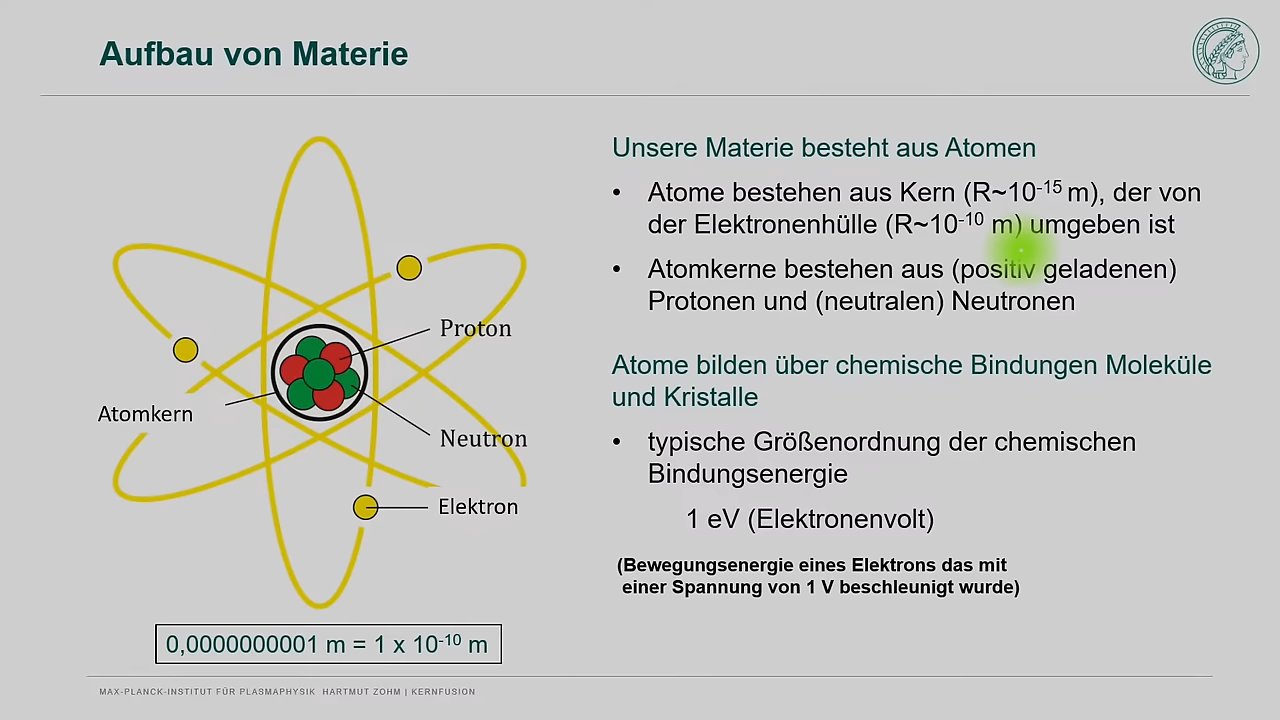 Aufbau von Materie
Unsere Materie besteht aus Atomen
• Atome bestehen aus Kern (R~10⁻¹⁵ m), der von
der Elektronenhülle (R~10⁻¹⁰ m) umgeben ist
• Atomkerne bestehen aus (positiv geladenen)
Protonen und (neutralen) Neutronen
Atome bilden über chemische Bindungen Moleküle
und Kristalle
• typische Größenordnung der chemischen
Bindungsenergie
1 eV (Elektronenvolt)
(Bewegungsenergie eines Elektrons das mit
einer Spannung von 1 V beschleunigt wurde)
Proton
Atomkern
Neutron
Elektron
0,0000000001 m = 1 x 10⁻¹⁰ m
MAX-PLANCK-INSTITUT FÜR PLASMAPHYSIK HARTMUT ZOHM | KERNFUSION